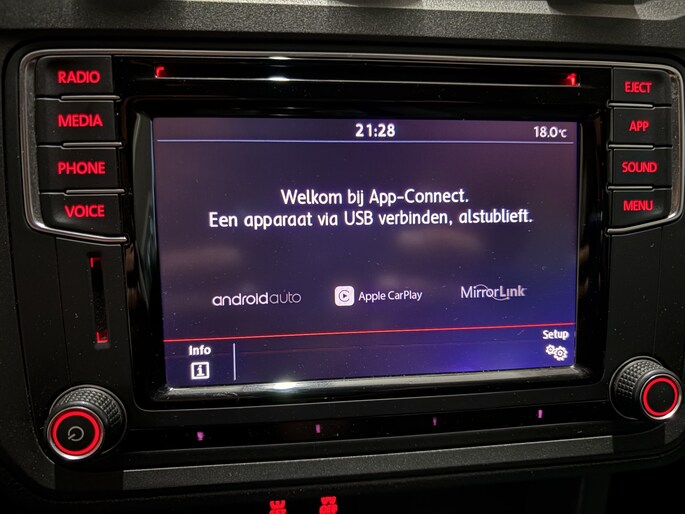 RADIO
MEDIA
PHONE
VOICE
EJECT
APP
SOUND
MENU
21:28
18.0°C
Welkom bij App-Connect.
Een apparaat via USB verbinden, alstublieft.
androidauto
Apple CarPlay
MirrorLink
Info
Setup